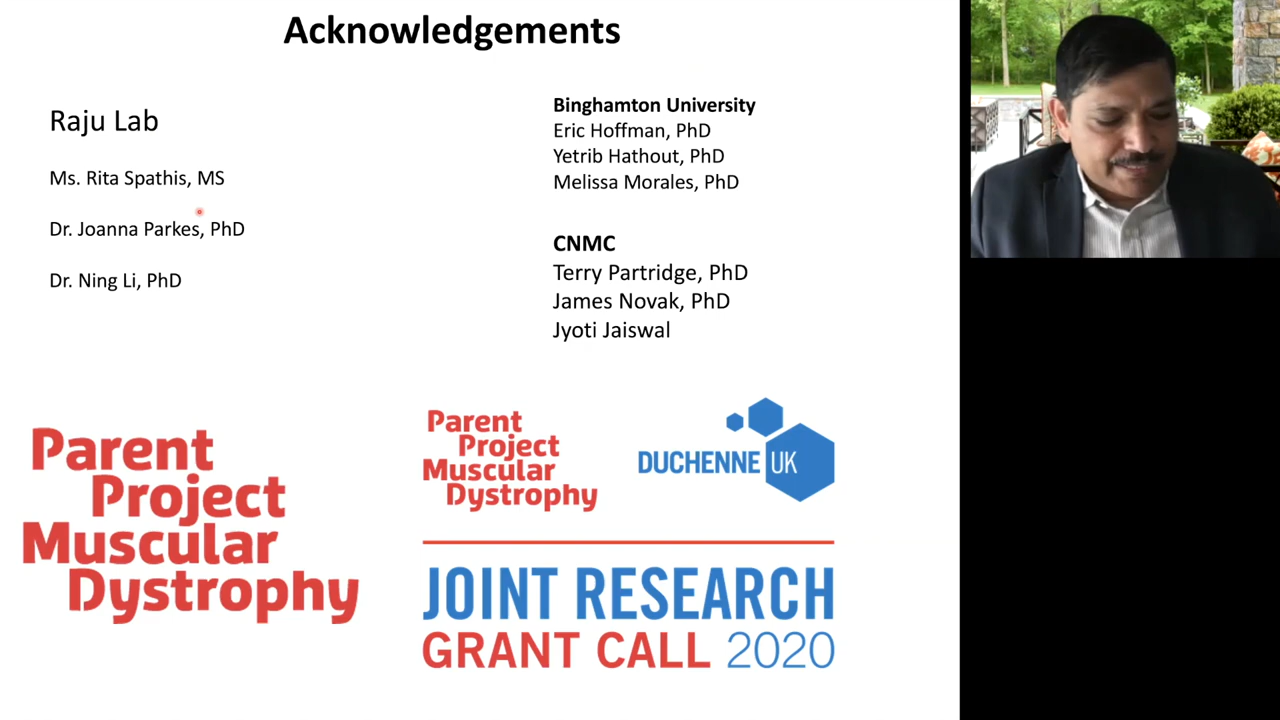 Acknowledgements
Raju Lab
Ms. Rita Spathis, MS
Dr. Joanna Parkes, PhD
Dr. Ning Li, PhD
Binghamton University
Eric Hoffman, PhD
Yetrib Hathout, PhD
Melissa Morales, PhD
CNMC
Terry Partridge, PhD
James Novak, PhD
Jyoti Jaiswal
Parent
Project
Muscular
Dystrophy
Parent
Project
Muscular
Dystrophy
DUCHENNE UK
JOINT RESEARCH
GRANT CALL 2020